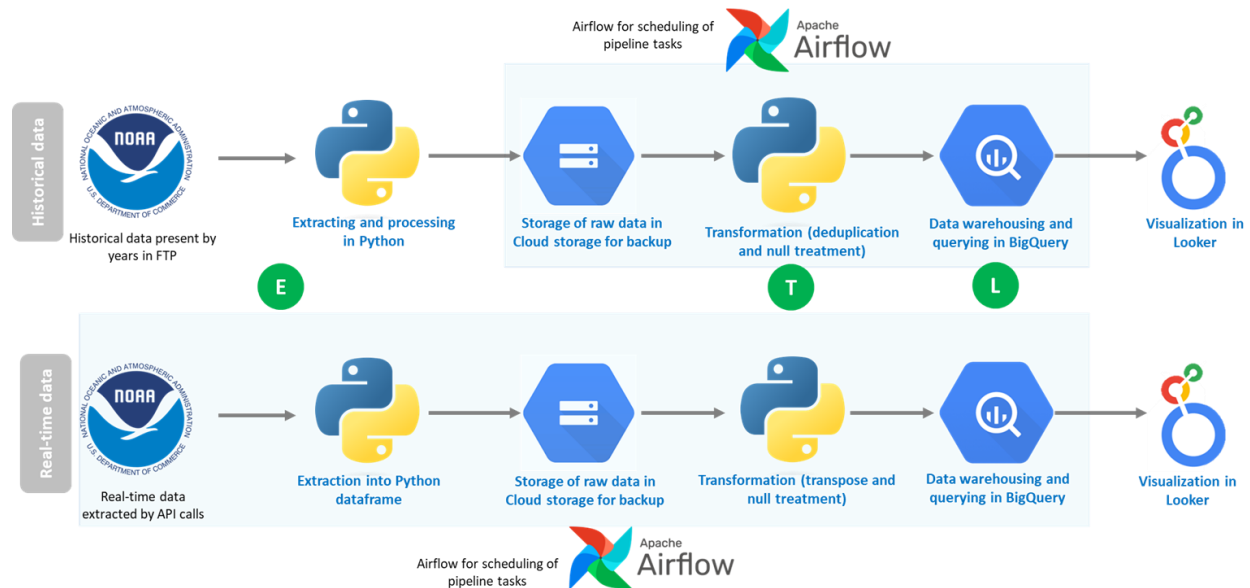 Airflow for scheduling of
pipeline tasks
Apache
Airflow
Historical data
NATIONAL OCEANIC AND ATMOSPHERIC ADMINISTRATION
NOAA
U.S. DEPARTMENT OF COMMERCE
Historical data present by
years in FTP
Extracting and processing
in Python
Storage of raw data in
Cloud storage for backup
Transformation (deduplication
and null treatment)
Data warehousing and
querying in BigQuery
Visualization in
Looker
E
T
L
Real-time data
NATIONAL OCEANIC AND ATMOSPHERIC ADMINISTRATION
NOAA
U.S. DEPARTMENT OF COMMERCE
Real-time data
extracted by API calls
Extraction into Python
dataframe
Storage of raw data in
Cloud storage for backup
Transformation (transpose and
null treatment)
Data warehousing and
querying in BigQuery
Visualization in
Looker
Airflow for scheduling of
pipeline tasks
Apache
Airflow